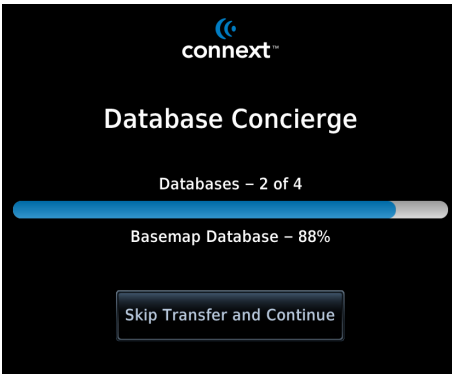 connext™
Database Concierge
Databases – 2 of 4
Basemap Database – 88%
Skip Transfer and Continue